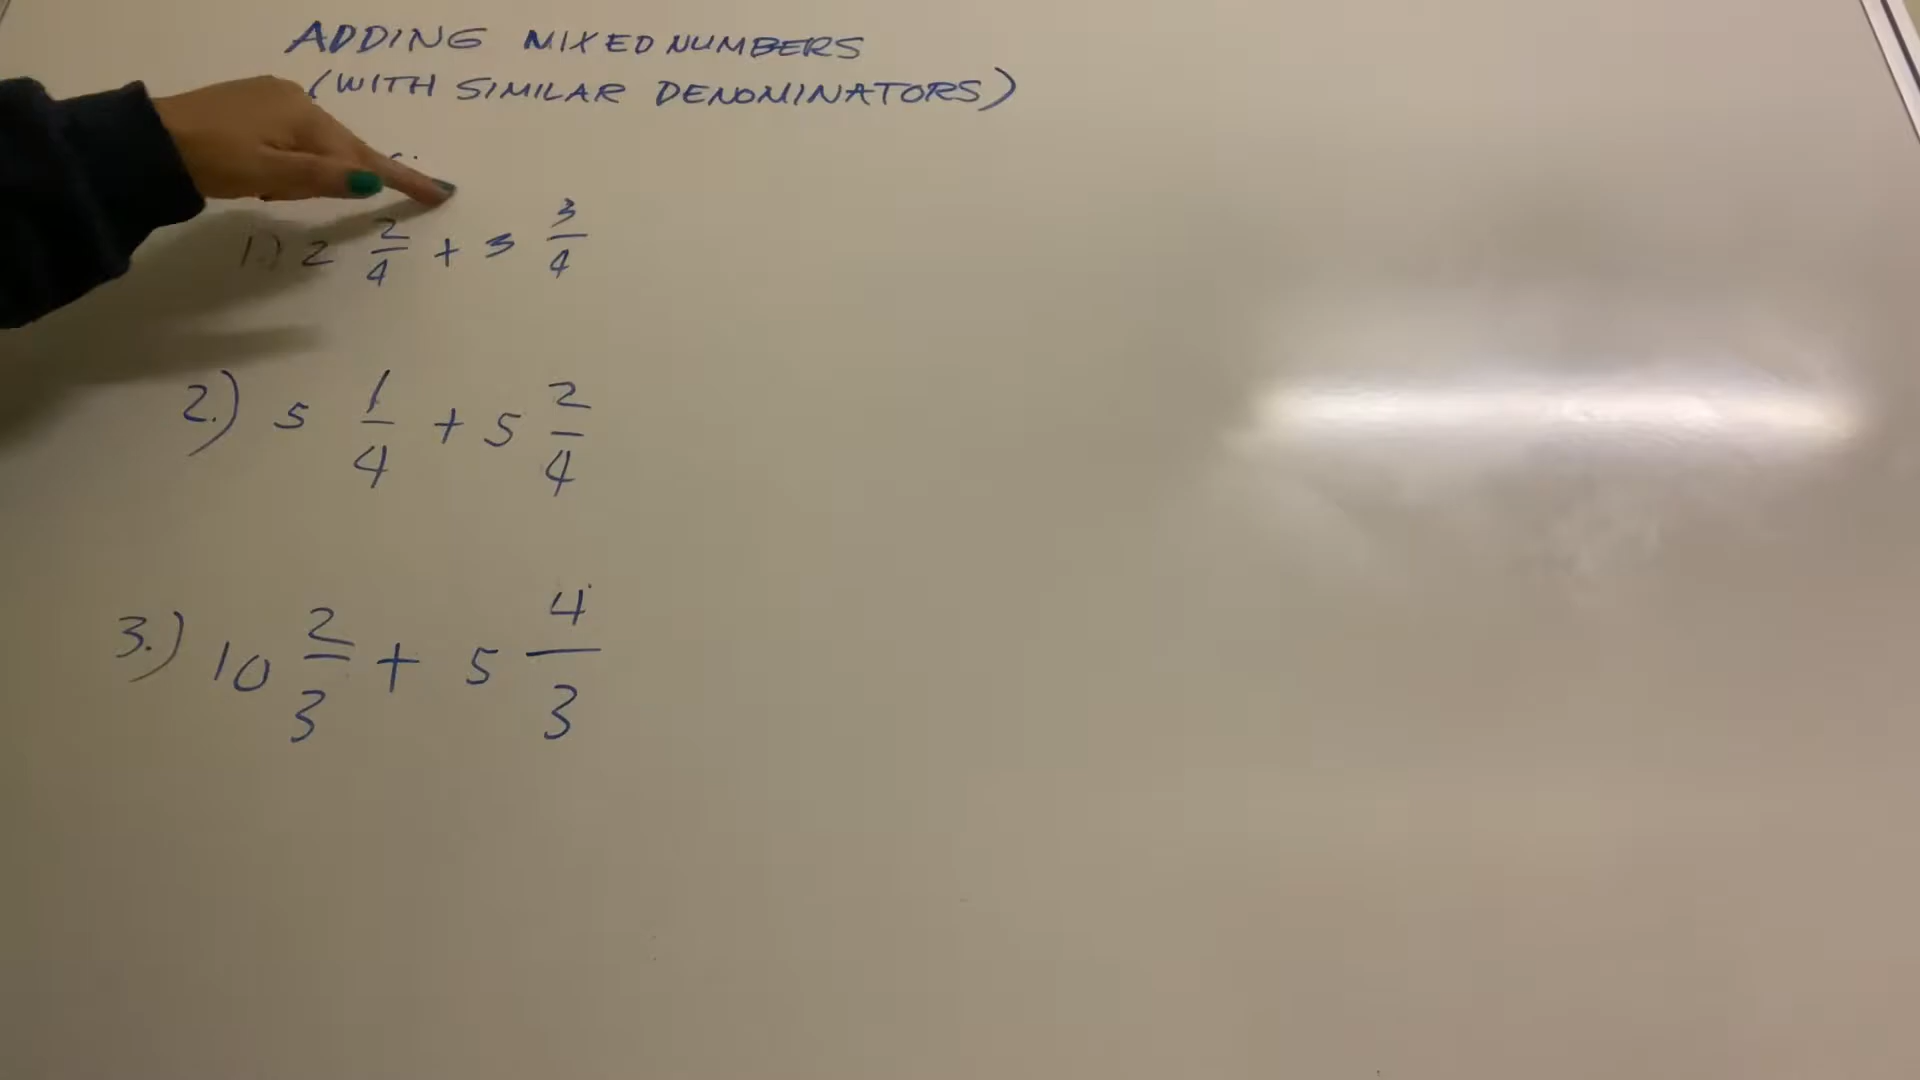 ADDING MIXED NUMBERS
(WITH SIMILAR DENOMINATORS)
1.) 2 2/4 + 3 3/4
2.) 5 1/4 + 5 2/4
3.) 10 2/3 + 5 4/3